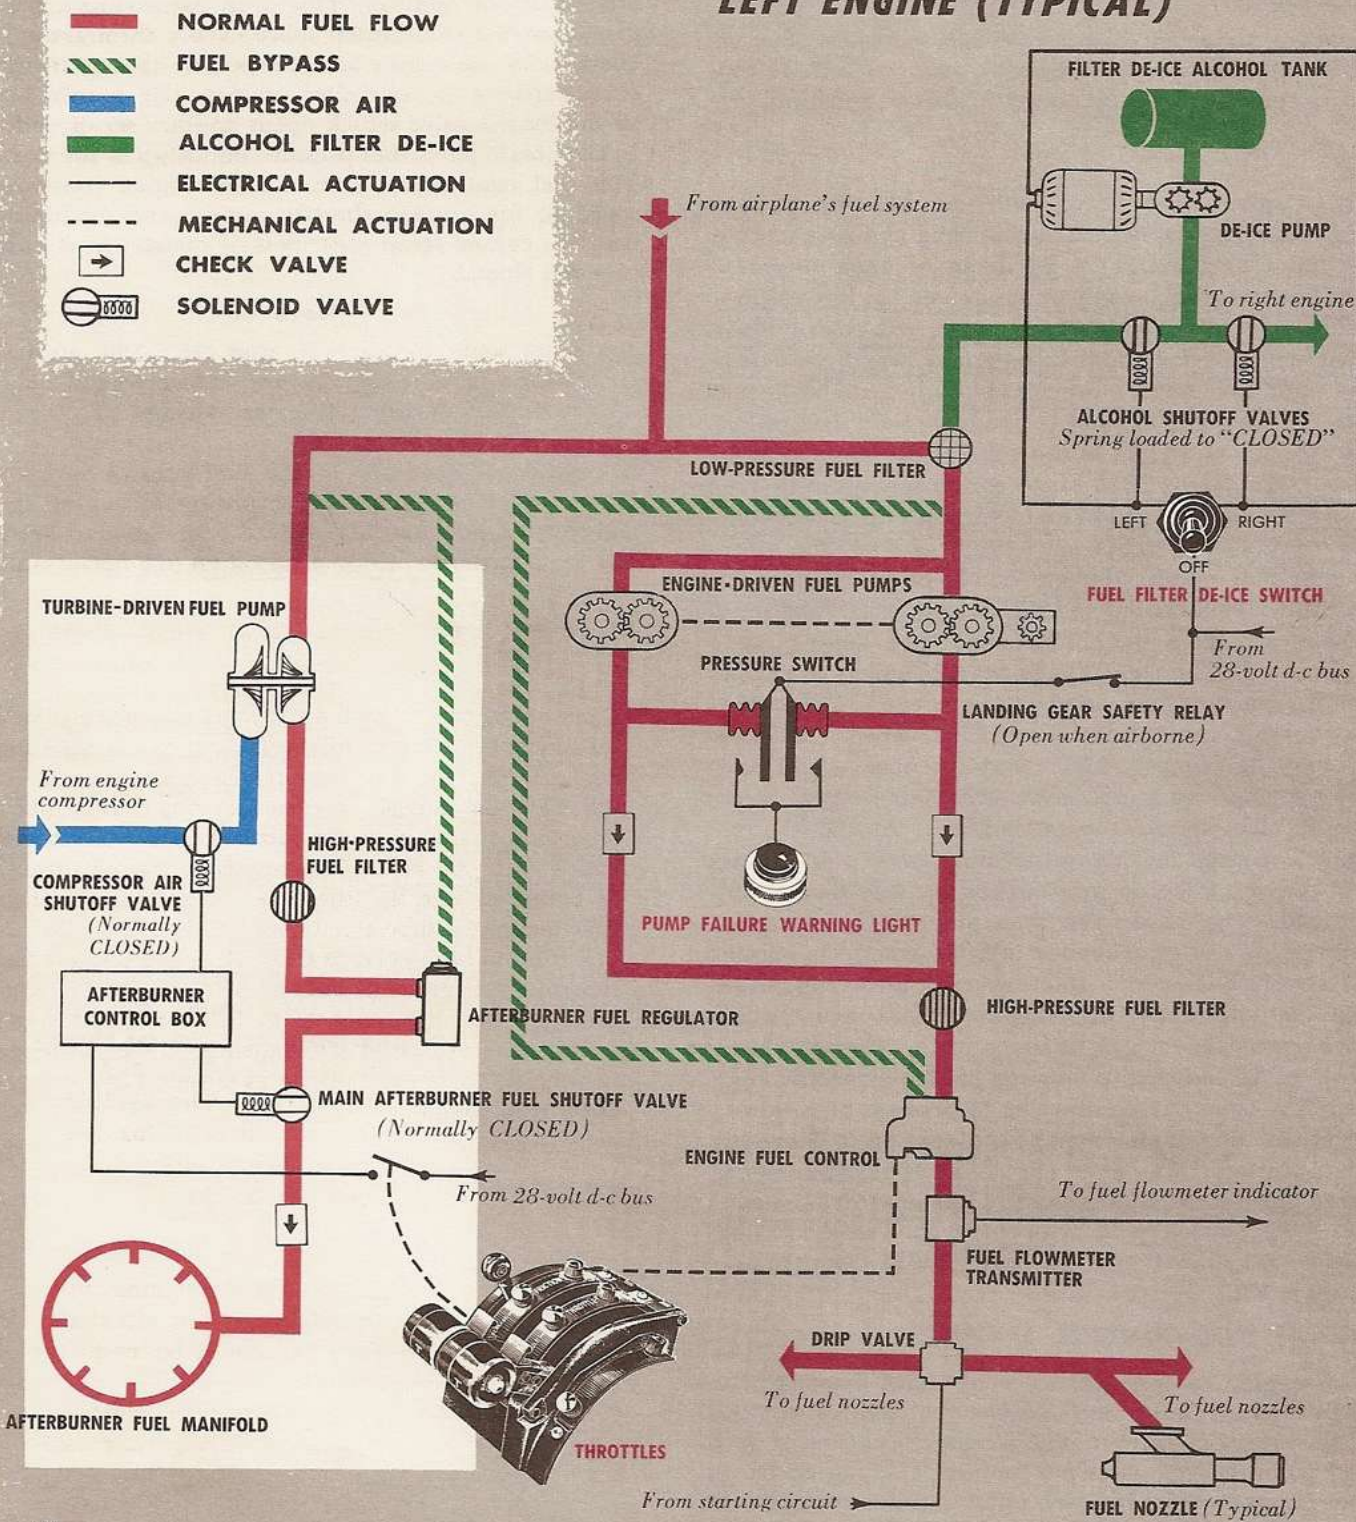 LEFT ENGINE (TYPICAL)
NORMAL FUEL FLOW
FUEL BYPASS
COMPRESSOR AIR
ALCOHOL FILTER DE-ICE
ELECTRICAL ACTUATION
MECHANICAL ACTUATION
CHECK VALVE
SOLENOID VALVE
FILTER DE-ICE ALCOHOL TANK
From airplane's fuel system
DE-ICE PUMP
To right engine
ALCOHOL SHUTOFF VALVES
Spring loaded to "CLOSED"
LOW-PRESSURE FUEL FILTER
LEFT
RIGHT
OFF
FUEL FILTER DE-ICE SWITCH
ENGINE-DRIVEN FUEL PUMPS
TURBINE-DRIVEN FUEL PUMP
From
28-volt d-c bus
PRESSURE SWITCH
LANDING GEAR SAFETY RELAY
(Open when airborne)
From engine
compressor
HIGH-PRESSURE
FUEL FILTER
COMPRESSOR AIR
SHUTOFF VALVE
(Normally
CLOSED)
PUMP FAILURE WARNING LIGHT
AFTERBURNER
CONTROL BOX
AFTERBURNER FUEL REGULATOR
HIGH-PRESSURE FUEL FILTER
MAIN AFTERBURNER FUEL SHUTOFF VALVE
(Normally CLOSED)
ENGINE FUEL CONTROL
From 28-volt d-c bus
To fuel flowmeter indicator
FUEL FLOWMETER
TRANSMITTER
THROTTLE
DRIP VALVE
To fuel nozzles
To fuel nozzles
AFTERBURNER FUEL MANIFOLD
THROTTLES
From starting circuit
FUEL NOZZLE (Typical)